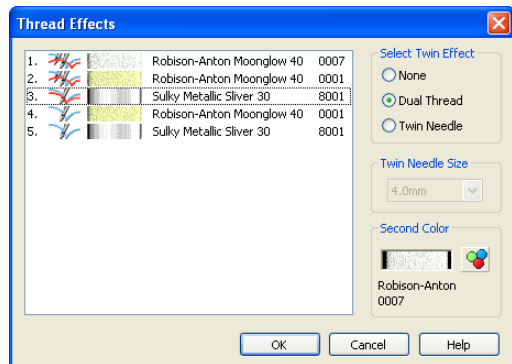 Thread Effects
1. Robison-Anton Moonglow 40 0007
2. Robison-Anton Moonglow 40 0001
3. Sulky Metallic Sliver 30 8001
4. Robison-Anton Moonglow 40 0001
5. Sulky Metallic Sliver 30 8001
Select Twin Effect
None
Dual Thread
Twin Needle
Twin Needle Size
4.0mm
Second Color
Robison-Anton
0007
OK Cancel Help